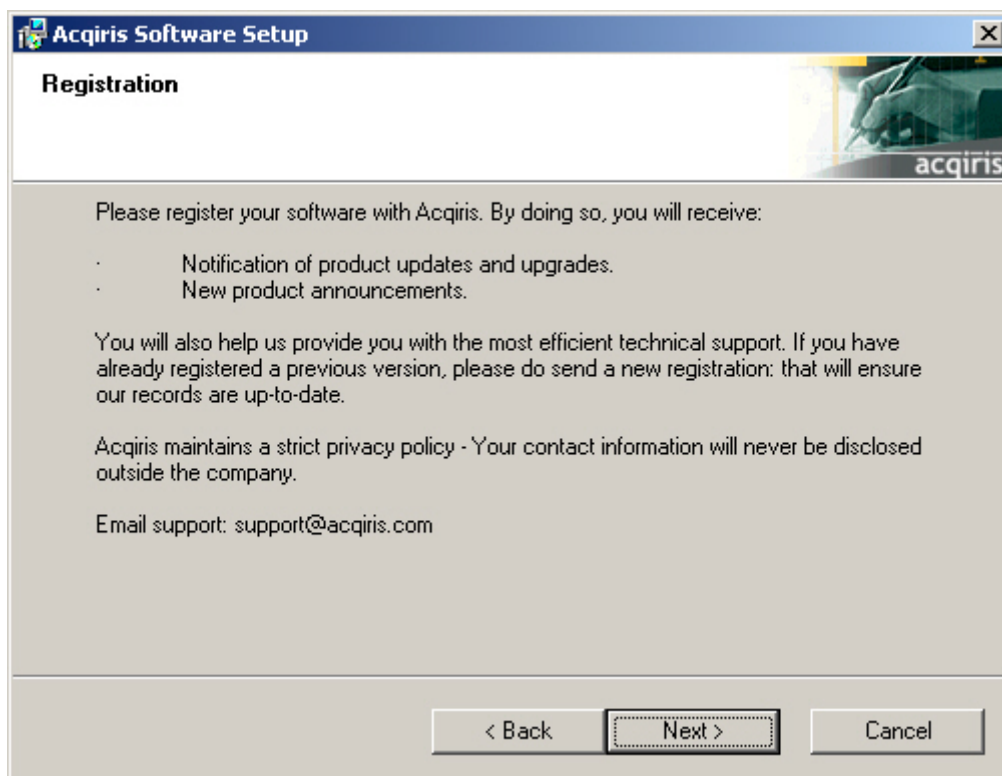 Acqiris Software Setup
Registration
acqiris
Please register your software with Acqiris. By doing so, you will receive:
· Notification of product updates and upgrades.
· New product announcements.
You will also help us provide you with the most efficient technical support. If you have
already registered a previous version, please do send a new registration: that will ensure
our records are up-to-date.
Acqiris maintains a strict privacy policy - Your contact information will never be disclosed
outside the company.
Email support: support@acqiris.com
< Back
Next >
Cancel